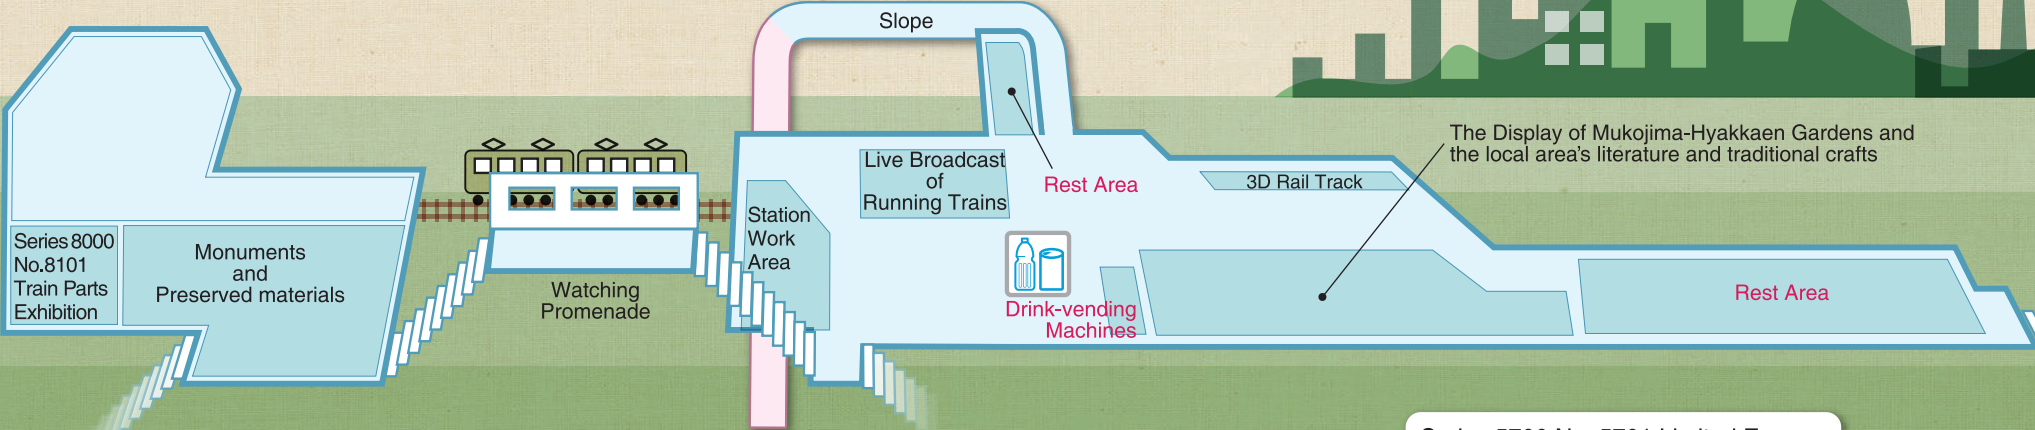 Slope
Series 8000
No.8101
Train Parts
Exhibition
Monuments
and
Preserved materials
Watching
Promenade
Station
Work
Area
Live Broadcast
of
Running Trains
Rest Area
Drink-vending
Machines
3D Rail Track
The Display of Mukojima-Hyakkaen Gardens and
the local area's literature and traditional crafts
Rest Area